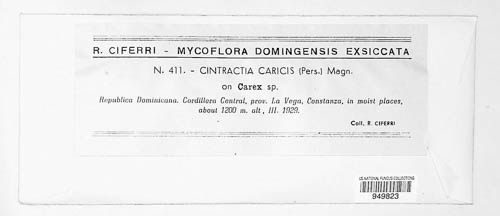 R. CIFERRI - MYCOFLORA DOMINGENSIS EXSICCATA
N. 411. - CINTRACTIA CARICIS (Pers.) Magn.
on Carex sp.
Republica Dominicana. Cordillera Central, prov. La Vega, Constanza, in moist places,
about 1200 m. alt, III. 1929.
Coll. R. CIFERRI
US NATIONAL FUNGUS COLLECTIONS
949823